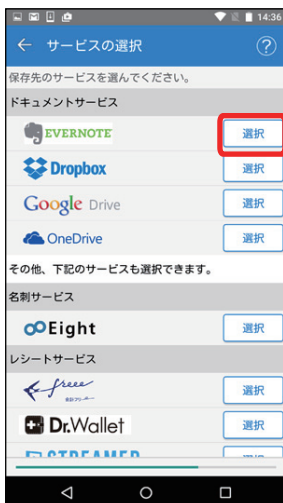 14:36
サービスの選択
?
保存先のサービスを選んでください。
ドキュメントサービス
EVERNOTE 選択
Dropbox 選択
Google Drive 選択
OneDrive 選択
その他、下記のサービスも選択できます。
名刺サービス
Eight 選択
レシートサービス
freee 選択
Dr.Wallet 選択
STREAMED